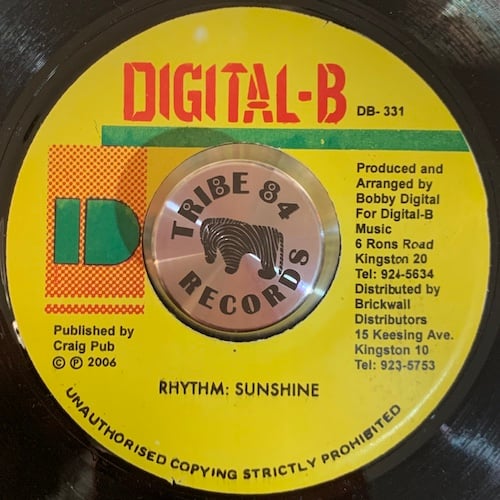 DIGITAL-B
DB- 331
Produced and
Arranged by
Bobby Digital
For Digital-B
Music
6 Rons Road
Kingston 20
Tel: 924-5634
Distributed by
Brickwall
Distributors
15 Keesing Ave.
Kingston 10
Tel: 923-5753
TRIBE 84
RECORDS
D
Published by
Craig Pub
© ℗ 2006
RHYTHM: SUNSHINE
UNAUTHORISED COPYING STRICTLY PROHIBITED